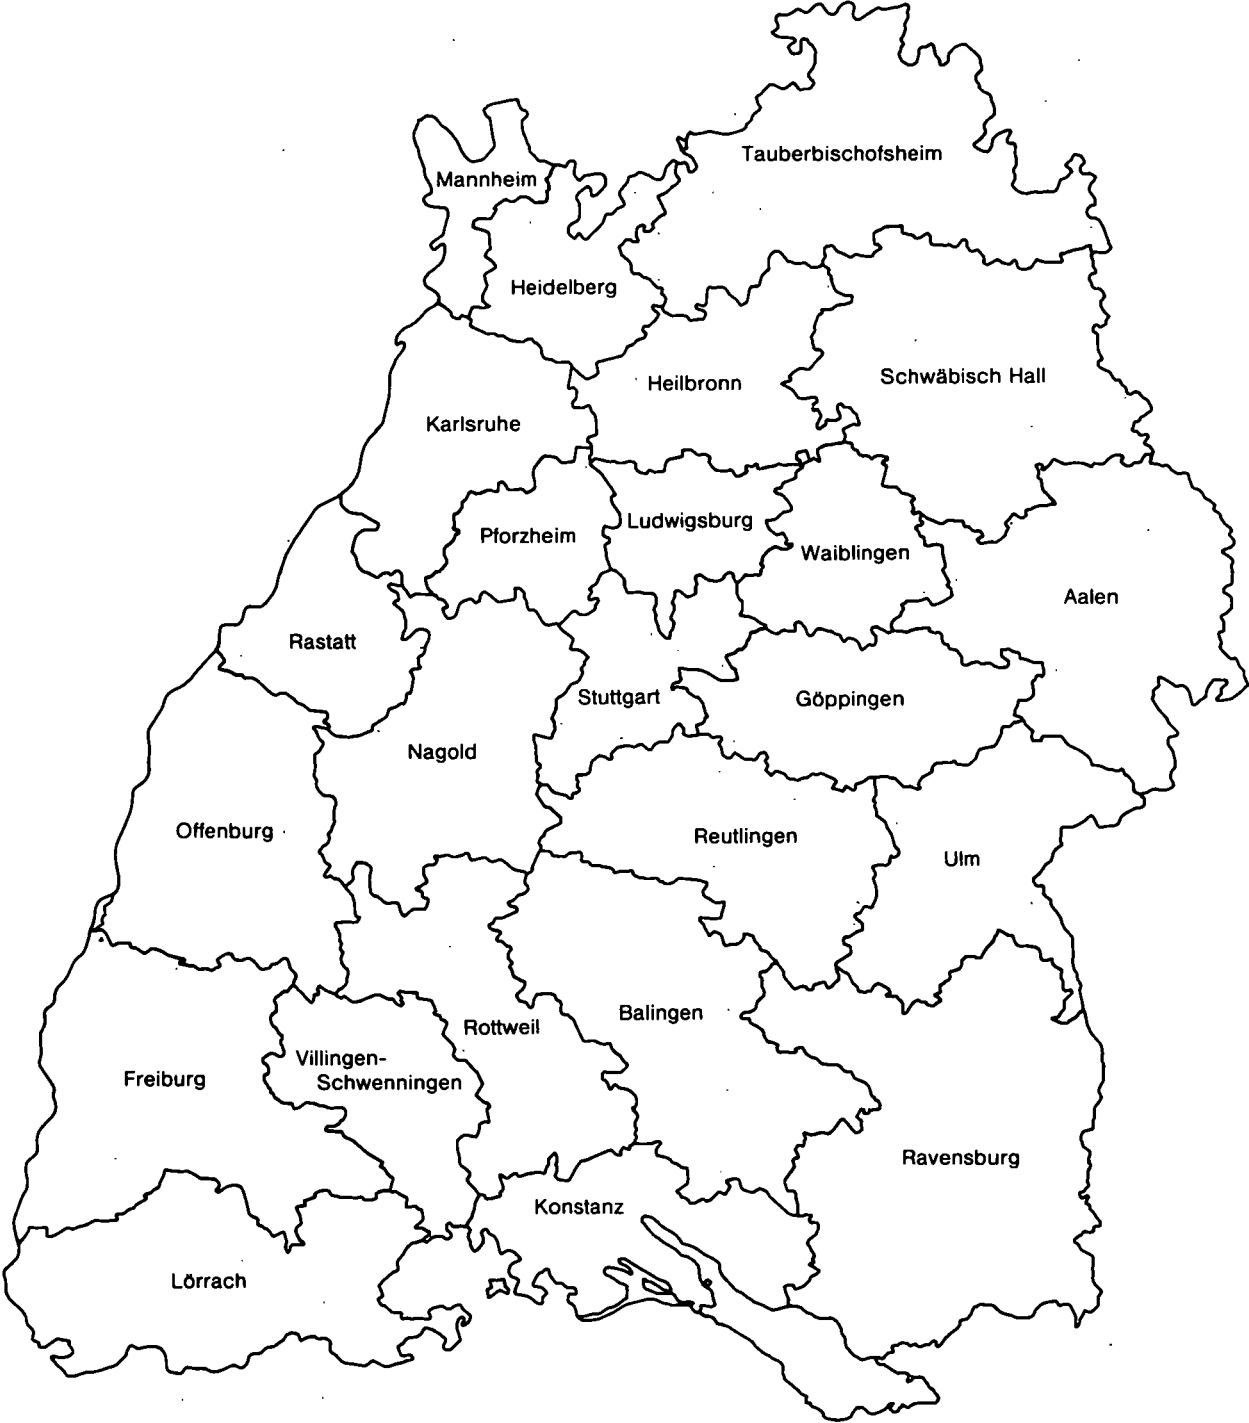 Tauberbischofsheim
Mannheim
Heidelberg
Schwäbisch Hall
Heilbronn
Karlsruhe
Ludwigsburg
Pforzheim
Waiblingen
Aalen
Rastatt
Stuttgart
Göppingen
Nagold
Offenburg
Reutlingen
Ulm
Balingen
Rottweil
Villingen-
Schwenningen
Freiburg
Ravensburg
Konstanz
Lörrach